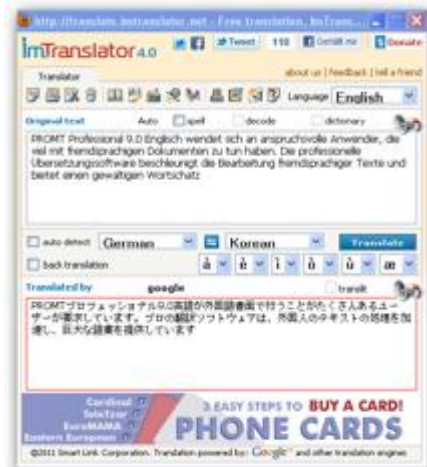 http://translate.imtranslator.net - Free translation, ImTrans...
ImTranslator 4.0
Tweet 118
Donate
Translator
about us | feedback | tell a friend
Language English
Original text Auto spell decode dictionary
PROMT Professional 9.0 Englisch wendet sich an anspruchsvolle Anwender, die
viel mit fremdsprachigen Dokumenten zu tun haben. Die professionelle
Übersetzungssoftware beschleunigt die Bearbeitung fremdsprachiger Texte und
bietet einen gewaltigen Wortschatz
auto detect German Korean Translate
back translation à è ì ò ù æ
Translated by google translit
PROMTプロフェッショナル9.0英語が外国語書面で行うことがたくさんあるユー
ザーが要求しています。プロの翻訳ソフトウェアは、外国人のテキストの処理を加
速し、巨大な語彙を提供しています
Cardinal
TeleTzar
EuroMAMA
Eastern European
3 EASY STEPS TO BUY A CARD!
PHONE CARDS
©2011 Smart Link Corporation. Translation powered by: Google and other translation engines